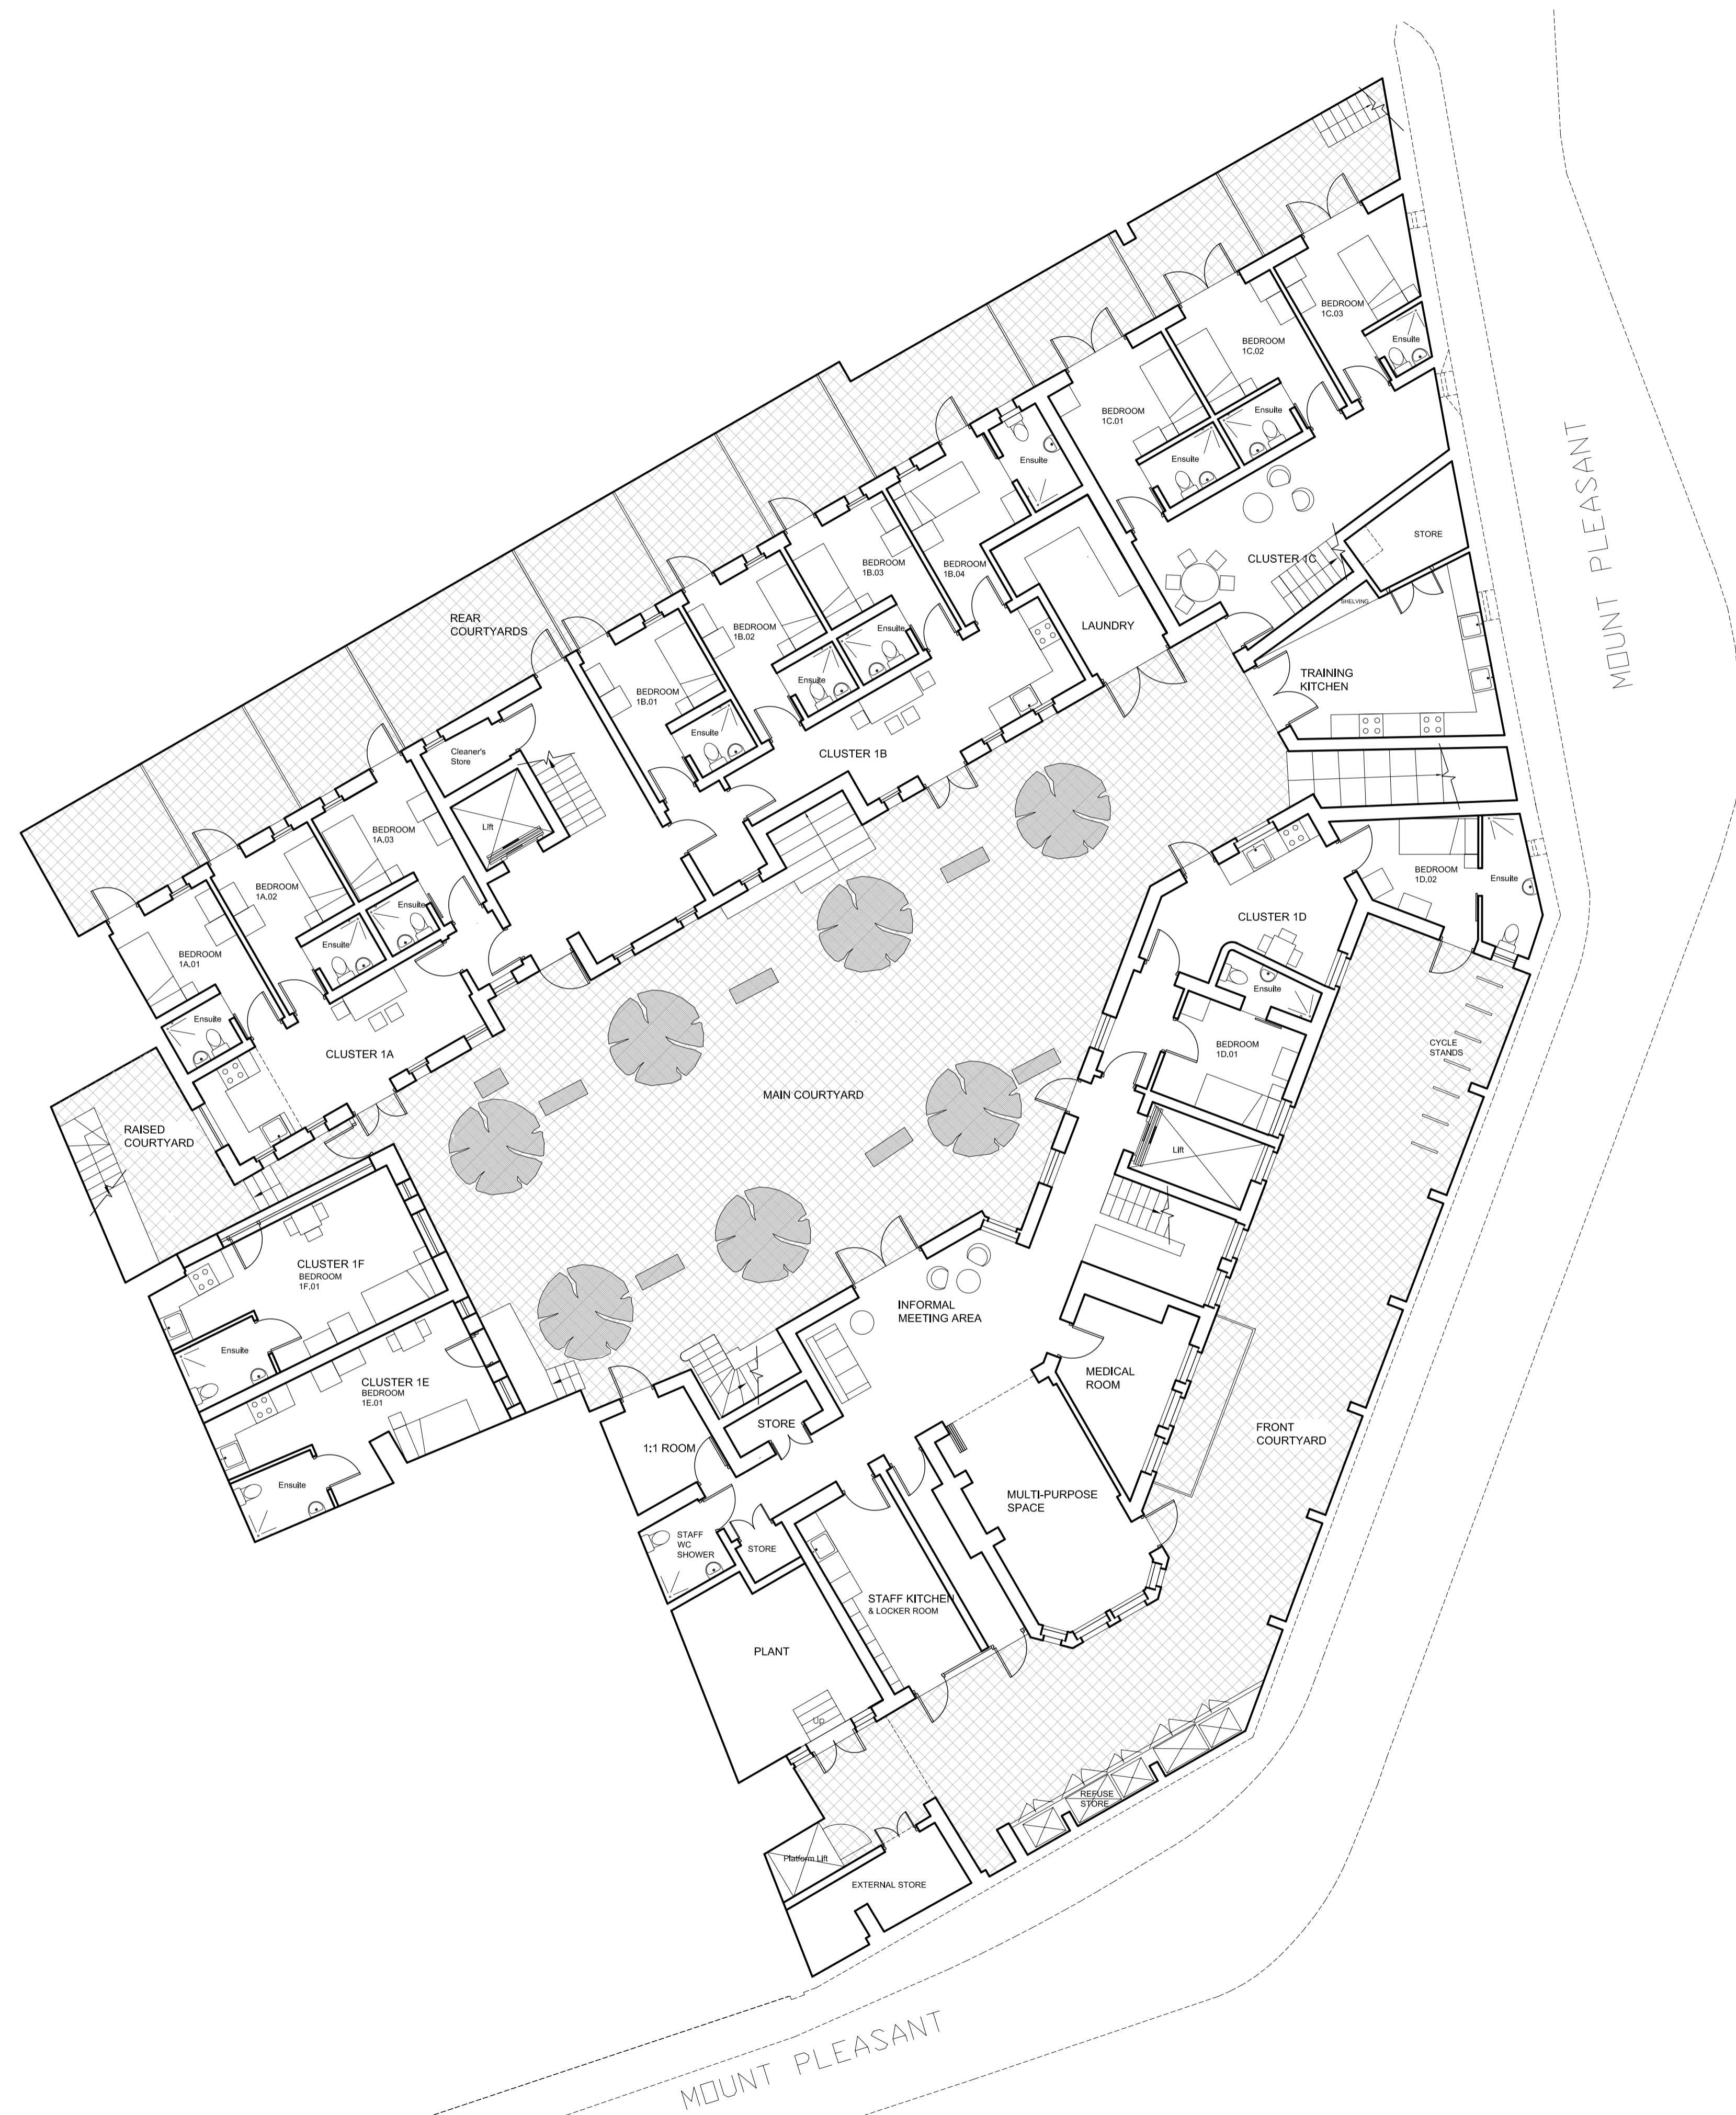 BEDROOM
1C.03
Ensuite
BEDROOM
1C.02
Ensuite
BEDROOM
1C.01
Ensuite
MOUNT PLEASANT
Ensuite
STORE
CLUSTER 1C
SHELVING
BEDROOM
1B.04
BEDROOM
1B.03
LAUNDRY
Ensuite
BEDROOM
1B.02
Ensuite
REAR
COURTYARDS
TRAINING
KITCHEN
BEDROOM
1B.01
Ensuite
CLUSTER 1B
Cleaner's
Store
Lift
BEDROOM
1A.03
Ensuite
BEDROOM
1A.02
Ensuite
BEDROOM
1A.01
Ensuite
CLUSTER 1A
BEDROOM
1D.02
Ensuite
CLUSTER 1D
Ensuite
BEDROOM
1D.01
Lift
CYCLE
STANDS
MAIN COURTYARD
RAISED
COURTYARD
CLUSTER 1F
BEDROOM
1F.01
Ensuite
CLUSTER 1E
BEDROOM
1E.01
Ensuite
INFORMAL
MEETING AREA
MEDICAL
ROOM
STORE
1:1 ROOM
FRONT
COURTYARD
MULTI-PURPOSE
SPACE
STAFF
WC
SHOWER
STORE
STAFF KITCHEN
& LOCKER ROOM
PLANT
Up
REFUSE
STORE
Platform Lift
EXTERNAL STORE
MOUNT PLEASANT